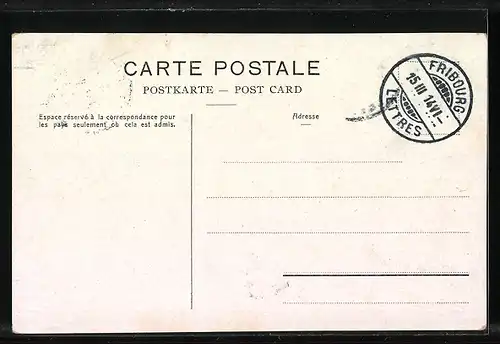 CARTE POSTALE
POSTKARTE — POST CARD
Espace réservé à la correspondance pour
les pays seulement où cela est admis.
Adresse
FRIBOURG
15 III 14 VI-
LETTRES